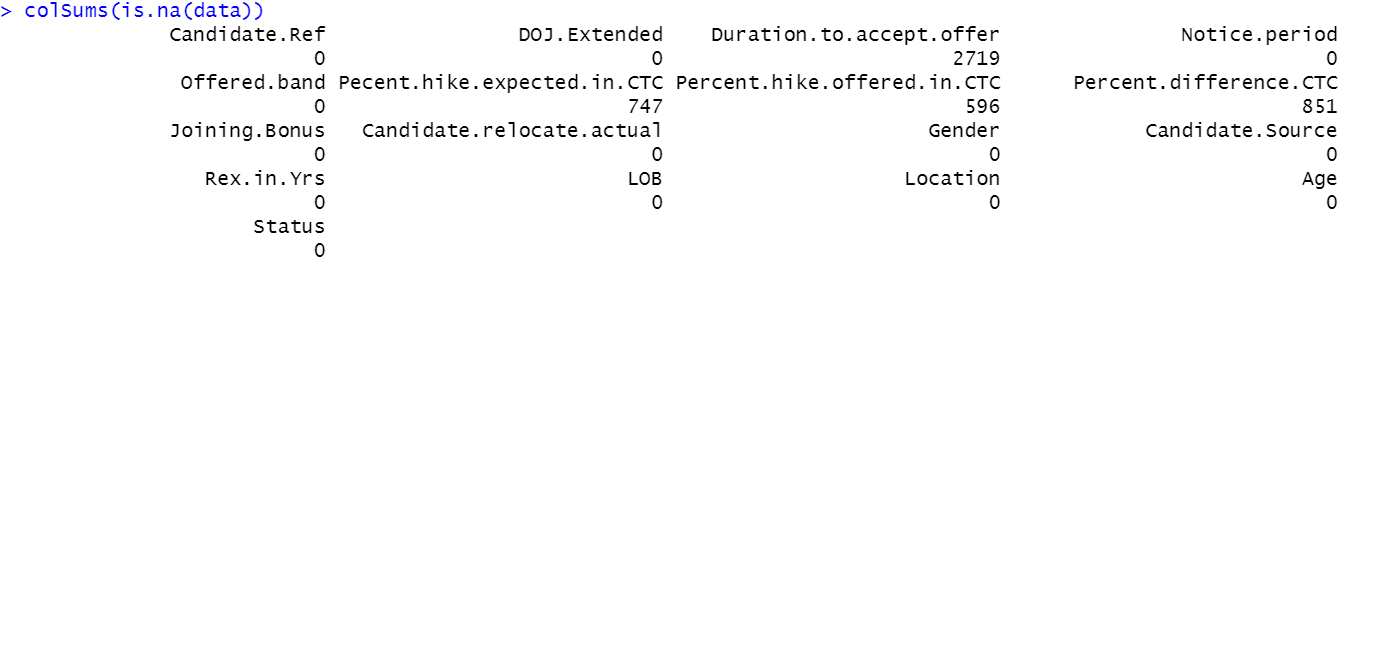 > colSums(is.na(data))
Candidate.Ref DOJ.Extended Duration.to.accept.offer Notice.period
0 0 2719 0
Offered.band Pecent.hike.expected.in.CTC Percent.hike.offered.in.CTC Percent.difference.CTC
0 747 596 851
Joining.Bonus Candidate.relocate.actual Gender Candidate.Source
0 0 0 0
Rex.in.Yrs LOB Location Age
0 0 0 0
Status
0